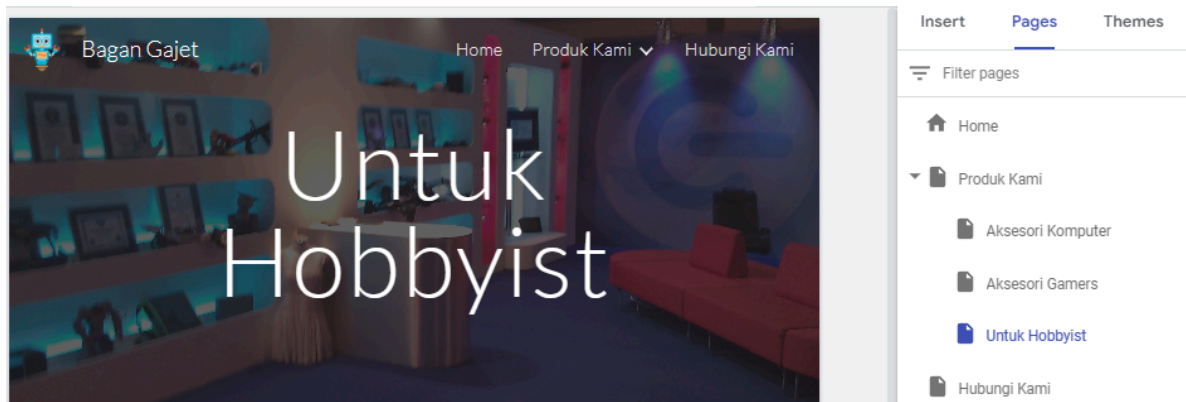 Bagan Gajet
Home Produk Kami Hubungi Kami
Untuk
Hobbyist
Insert Pages Themes
Filter pages
Home
Produk Kami
Aksesori Komputer
Aksesori Gamers
Untuk Hobbyist
Hubungi Kami